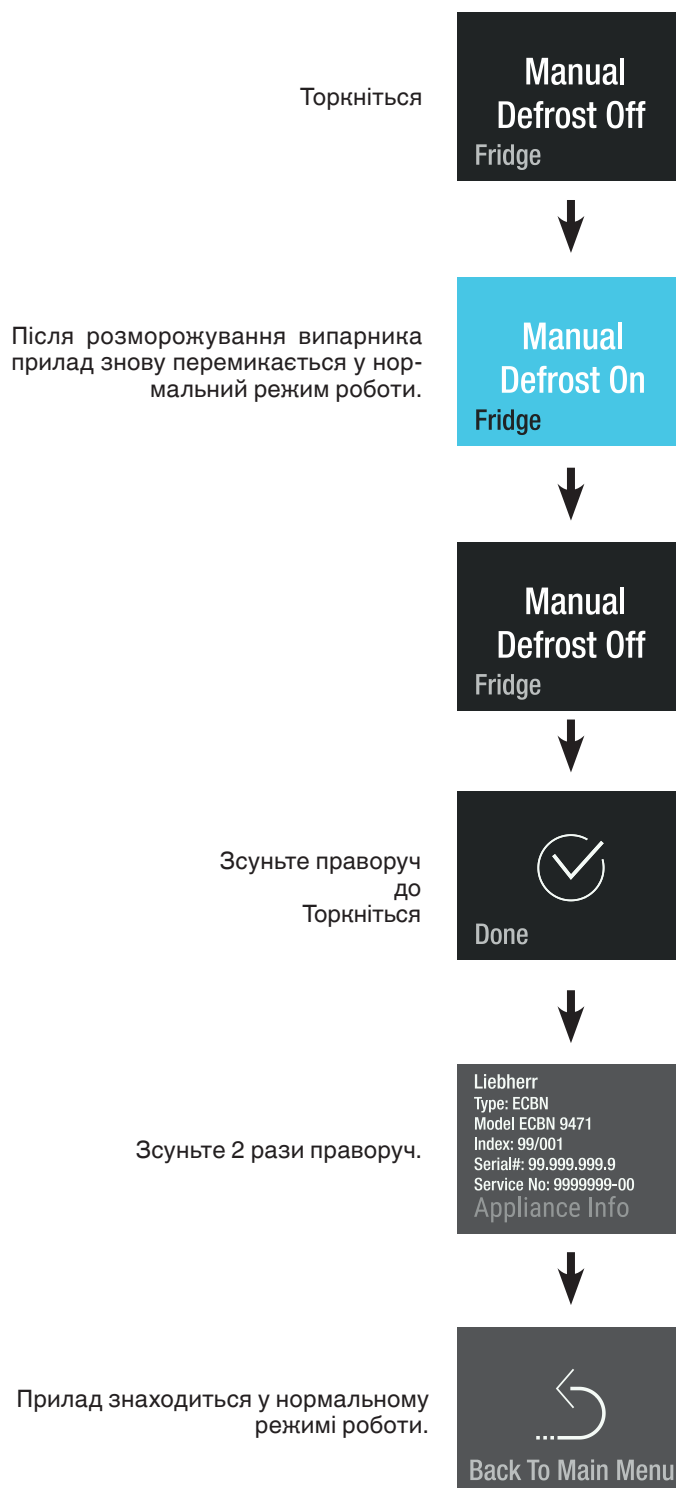 Торкніться
Manual
Defrost Off
Fridge
Після розморожування випарника
прилад знову перемикається у нор-
мальний режим роботи.
Manual
Defrost On
Fridge
Manual
Defrost Off
Fridge
Зсуньте праворуч
до
Торкніться
Done
Зсуньте 2 рази праворуч.
Liebherr
Type: ECBN
Model ECBN 9471
Index: 99/001
Serial#: 99.999.999.9
Service No: 9999999-00
Appliance Info
Прилад знаходиться у нормальному
режимі роботи.
Back To Main Menu